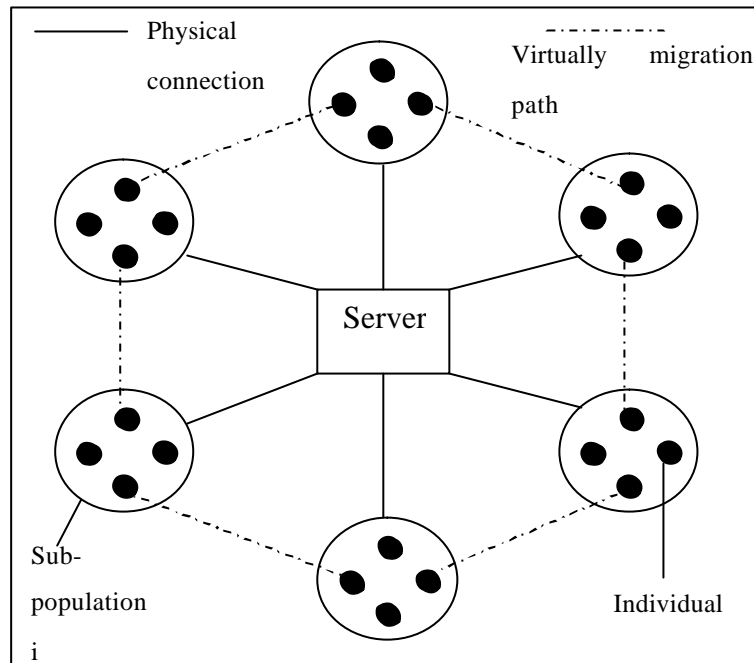 Physical
connection
Virtually migration
path
Server
Sub-
population
i
Individual